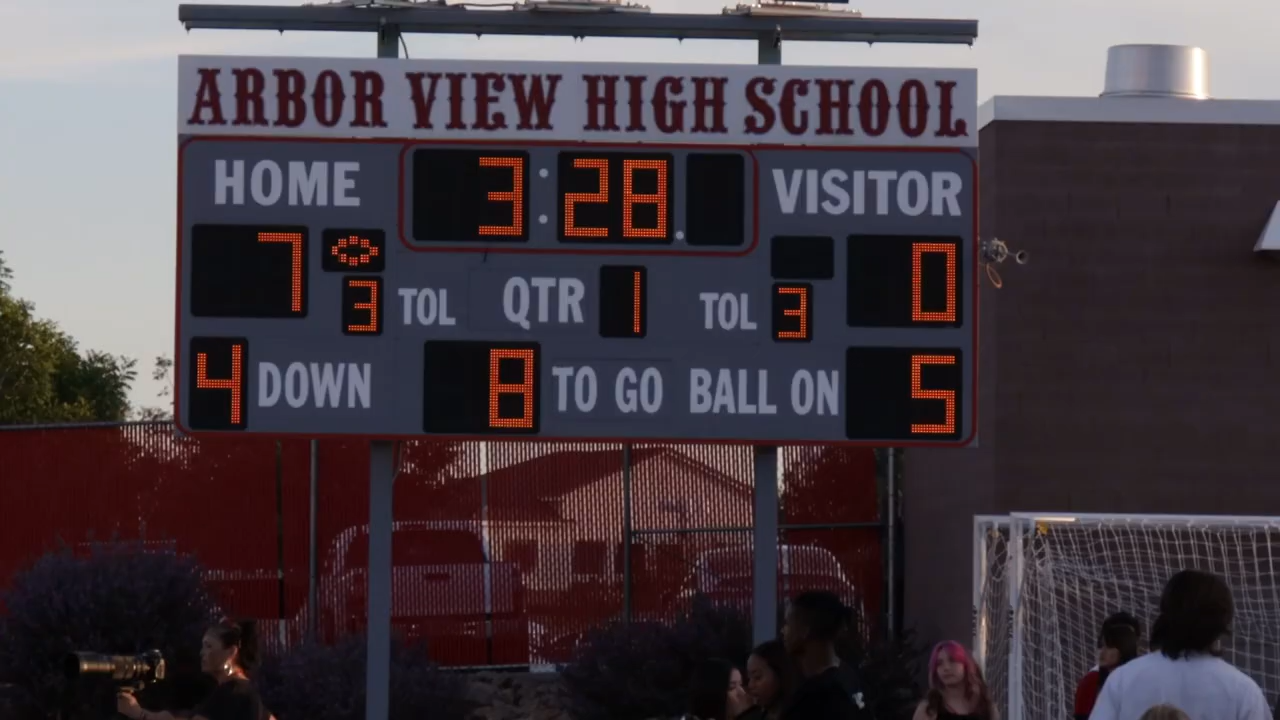 ARBOR VIEW HIGH SCHOOL
HOME 3:28. VISITOR
7 0
3 TOL QTR 1 TOL 3
4 DOWN 8 TO GO BALL ON 5